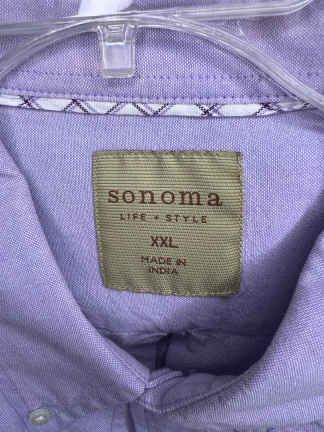 sonoma
LIFE + STYLE
XXL
MADE IN
INDIA